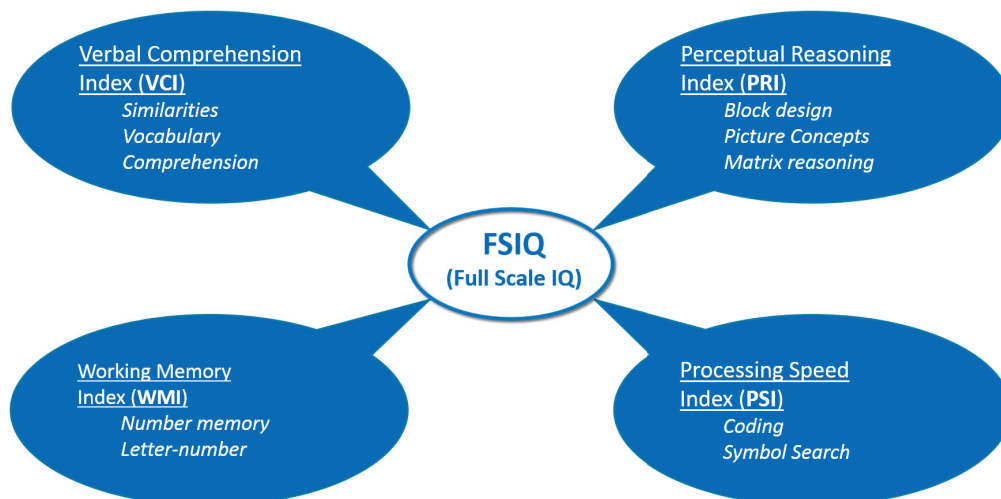 Verbal Comprehension
Index (VCI)
Similarities
Vocabulary
Comprehension
Perceptual Reasoning
Index (PRI)
Block design
Picture Concepts
Matrix reasoning
FSIQ
(Full Scale IQ)
Working Memory
Index (WMI)
Number memory
Letter-number
Processing Speed
Index (PSI)
Coding
Symbol Search